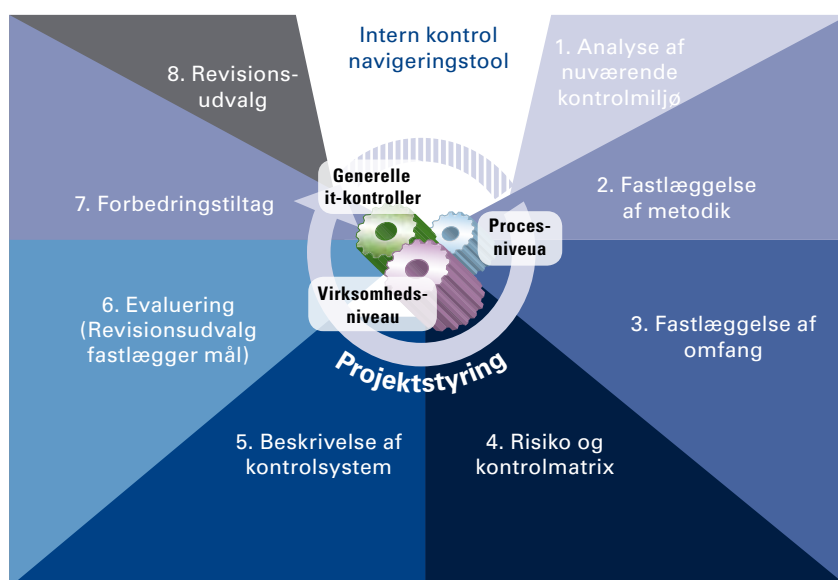 Intern kontrol
navigeringstool
1. Analyse af
nuværende
kontrolmiljø
2. Fastlæggelse
af metodik
3. Fastlæggelse af
omfang
4. Risiko og
kontrolmatrix
5. Beskrivelse af
kontrolsystem
6. Evaluering
(Revisionsudvalg
fastlægger mål)
7. Forbedringstiltag
8. Revisions-
udvalg
Generelle
it-kontroller
Proces-
niveua
Virksomheds-
niveau
Projektstyring